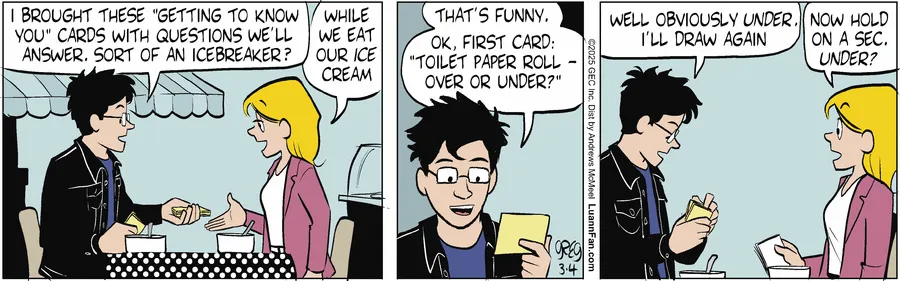 I BROUGHT THESE "GETTING TO KNOW
YOU" CARDS WITH QUESTIONS WE'LL
ANSWER. SORT OF AN ICEBREAKER?
WHILE
WE EAT
OUR ICE
CREAM
THAT'S FUNNY.
OK, FIRST CARD:
"TOILET PAPER ROLL –
OVER OR UNDER?"
GREG
3·4
©2025 GEC Inc. Dist by Andrews McMeel LuannFan.com
WELL OBVIOUSLY UNDER.
I'LL DRAW AGAIN
NOW HOLD
ON A SEC.
UNDER?